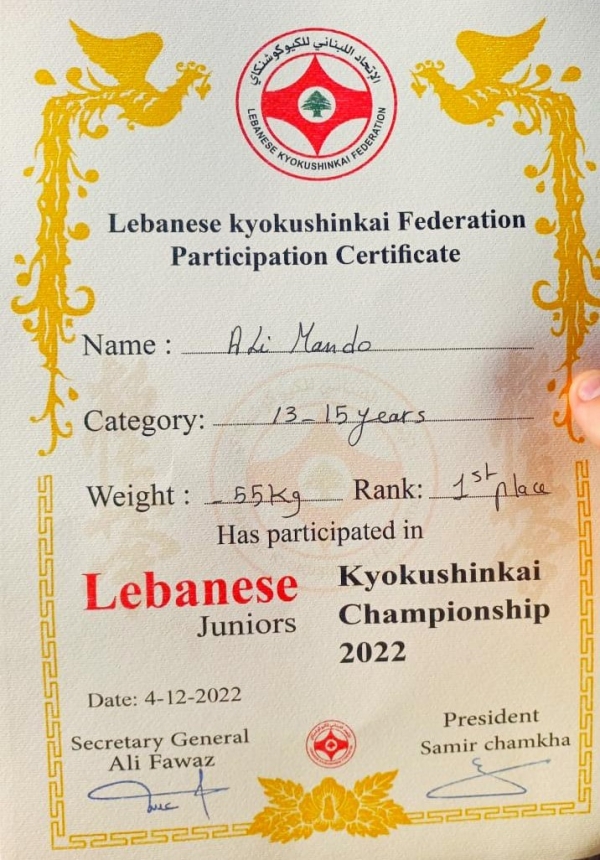 الإتحاد اللبناني للكيوكوشنكاي
LEBANESE KYOKUSHINKAI FEDERATION
Lebanese kyokushinkai Federation
Participation Certificate
Name : Ali Mando
Category: 13-15 years
Weight : -55kg Rank: 1st place
Has participated in
Lebanese Juniors
Kyokushinkai Championship 2022
Date: 4-12-2022
Secretary General
Ali Fawaz
President
Samir chamkha